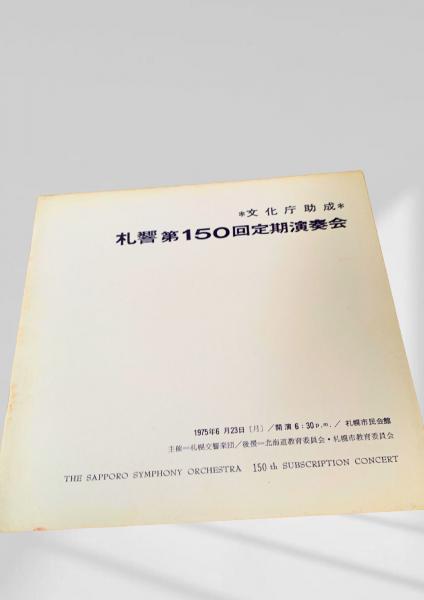 ＊文化庁助成＊
札響第150回定期演奏会
1975年6月23日〔月〕／開演6:30p.m.／札幌市民会館
主催＝札幌交響楽団／後援＝北海道教育委員会・札幌市教育委員会
THE SAPPORO SYMPHONY ORCHESTRA 150 th SUBSCRIPTION CONCERT